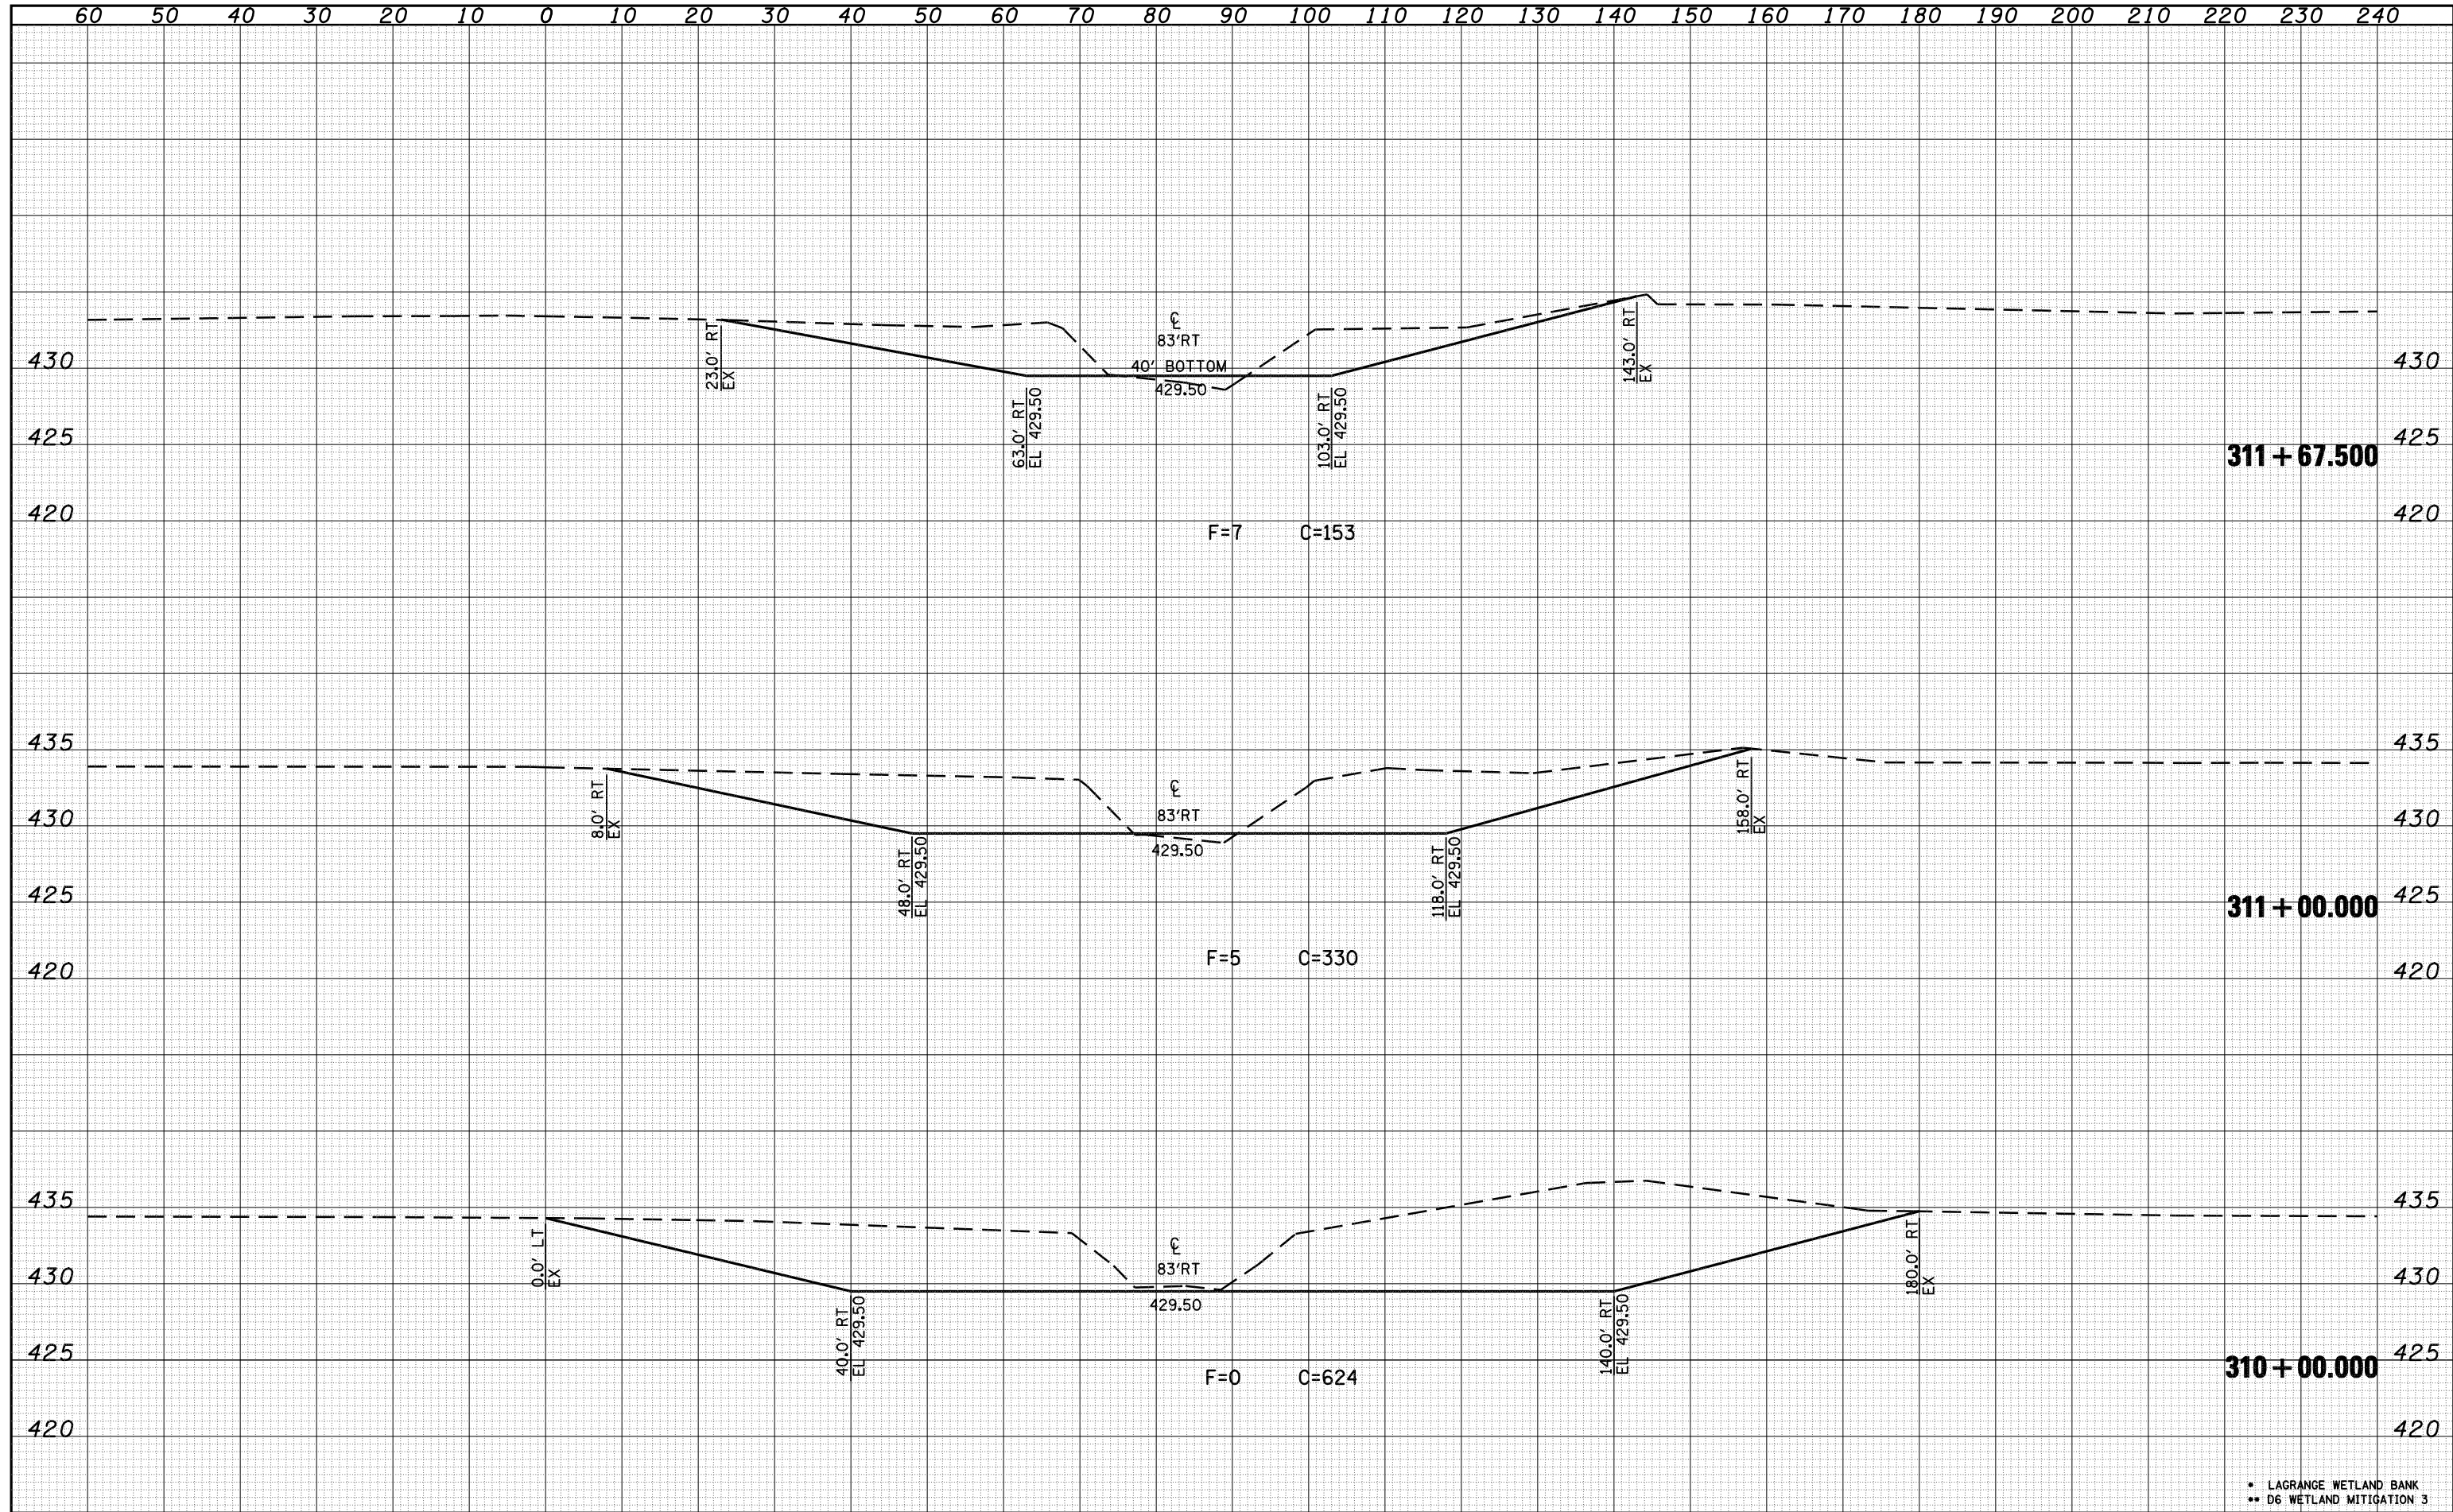 60 50 40 30 20 10 0 10 20 30 40 50 60 70 80 90 100 110 120 130 140 150 160 170 180 190 200 210 220 230 240
℄
83'RT
23.0' RT
EX
143.0' RT
EX
430 40' BOTTOM 430
429.50
63.0' RT
EL 429.50
103.0' RT
EL 429.50
425 425
311+67.500
420 420
F=7 C=153
435 435
℄
83'RT
8.0' RT
EX
158.0' RT
EX
430 430
429.50
48.0' RT
EL 429.50
118.0' RT
EL 429.50
425 425
311+00.000
F=5 C=330
420 420
435 435
℄
83'RT
0.0' LT
EX
180.0' RT
EX
430 430
429.50
40.0' RT
EL 429.50
140.0' RT
EL 429.50
425 425
310+00.000
F=0 C=624
420 420
• LAGRANGE WETLAND BANK
•• D6 WETLAND MITIGATION 3